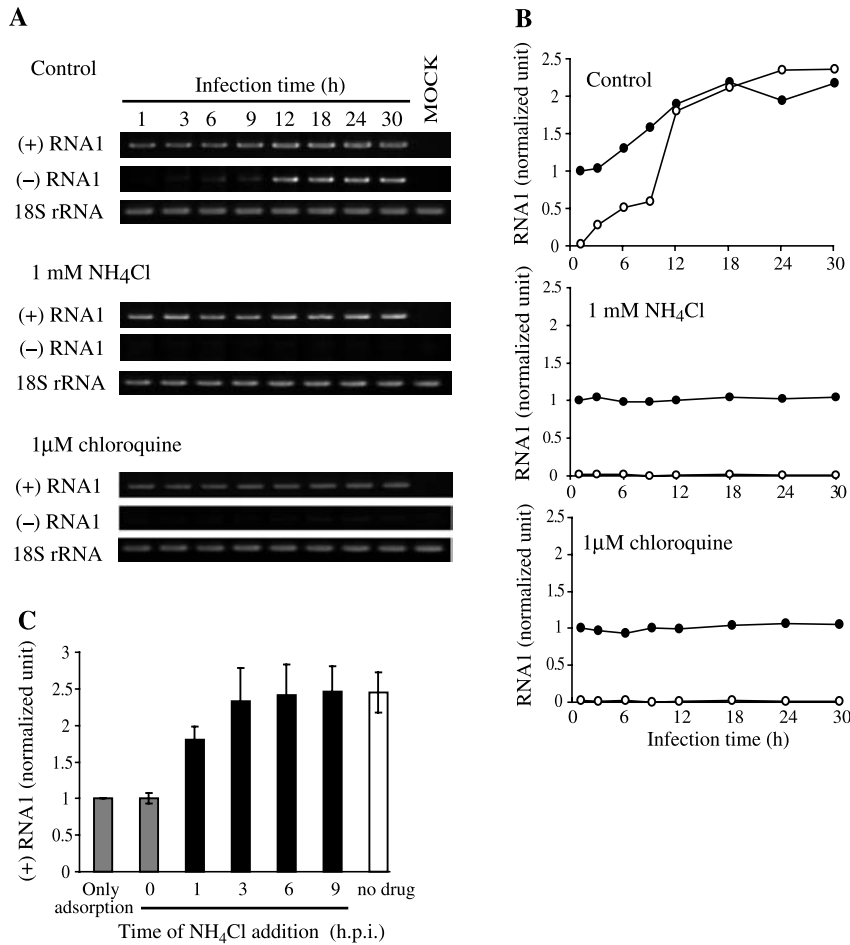 A
Control
Infection time (h)
MOCK
1 3 6 9 12 18 24 30
(+) RNA1
(−) RNA1
18S rRNA
1 mM NH₄Cl
(+) RNA1
(−) RNA1
18S rRNA
1µM chloroquine
(+) RNA1
(−) RNA1
18S rRNA
B
RNA1 (normalized unit)
2.5
2
1.5
1
0.5
0
Control
0 6 12 18 24 30
RNA1 (normalized unit)
2.5
2
1.5
1
0.5
0
1 mM NH₄Cl
0 6 12 18 24 30
RNA1 (normalized unit)
2.5
2
1.5
1
0.5
0
1µM chloroquine
0 6 12 18 24 30
Infection time (h)
C
(+) RNA1 (normalized unit)
3
2.5
2
1.5
1
0.5
0
Only adsorption
0 1 3 6 9 no drug
Time of NH₄Cl addition (h.p.i.)